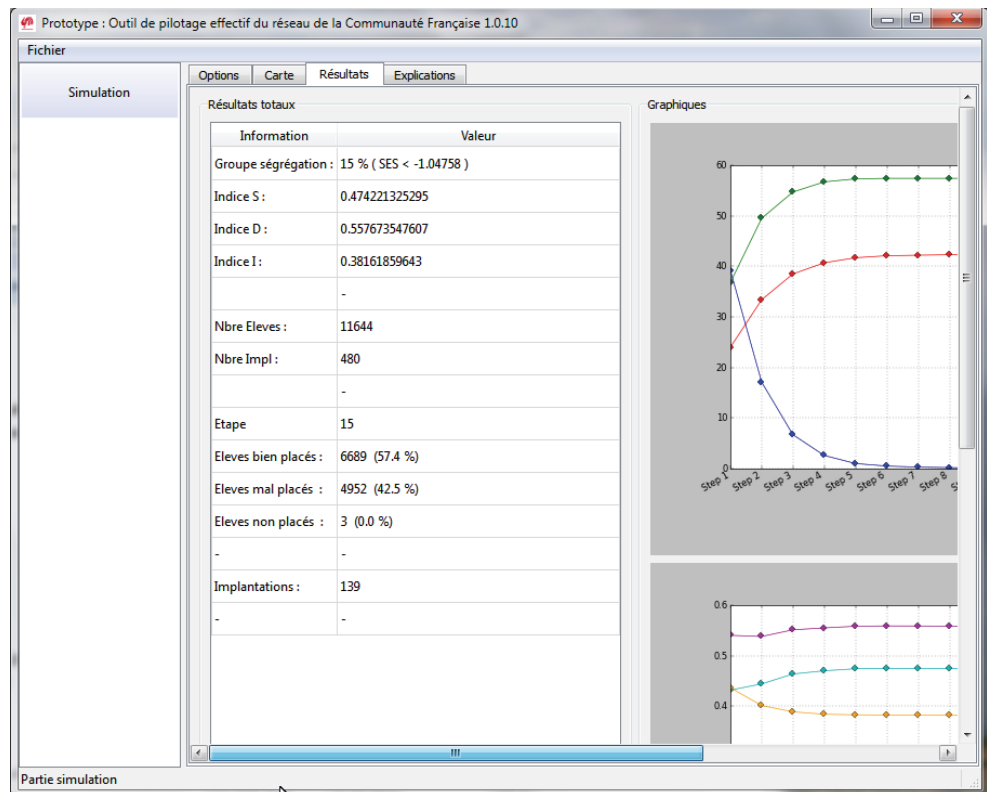 Prototype : Outil de pilotage effectif du réseau de la Communauté Française 1.0.10
Fichier
Simulation
Options Carte Résultats Explications
Résultats totaux
Information Valeur
Groupe ségrégation : 15 % ( SES < -1.04758 )
Indice S : 0.474221325295
Indice D : 0.557673547607
Indice I : 0.38161859643
-
Nbre Eleves : 11644
Nbre Impl : 480
-
Etape 15
Eleves bien placés : 6689 (57.4 %)
Eleves mal placés : 4952 (42.5 %)
Eleves non placés : 3 (0.0 %)
- -
Implantations : 139
- -
Graphiques
60
50
40
30
20
10
0
Step 1 Step 2 Step 3 Step 4 Step 5 Step 6 Step 7 Step 8
0.6
0.5
0.4
Partie simulation